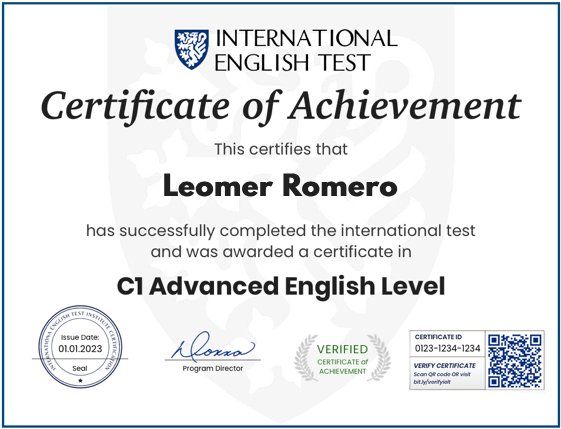 INTERNATIONAL
ENGLISH TEST
Certificate of Achievement
This certifies that
Leomer Romero
has successfully completed the international test
and was awarded a certificate in
C1 Advanced English Level
INTERNATIONA ENGLISH TEST INSTITUTE CERTIFICATION
Issue Date:
01.01.2023
Seal
Donna
Program Director
VERIFIED
CERTIFICATE of
ACHIEVEMENT
CERTIFICATE ID
0123-1234-1234
VERIFY CERTIFICATE
Scan QR code OR visit
bit.ly/verifyielt